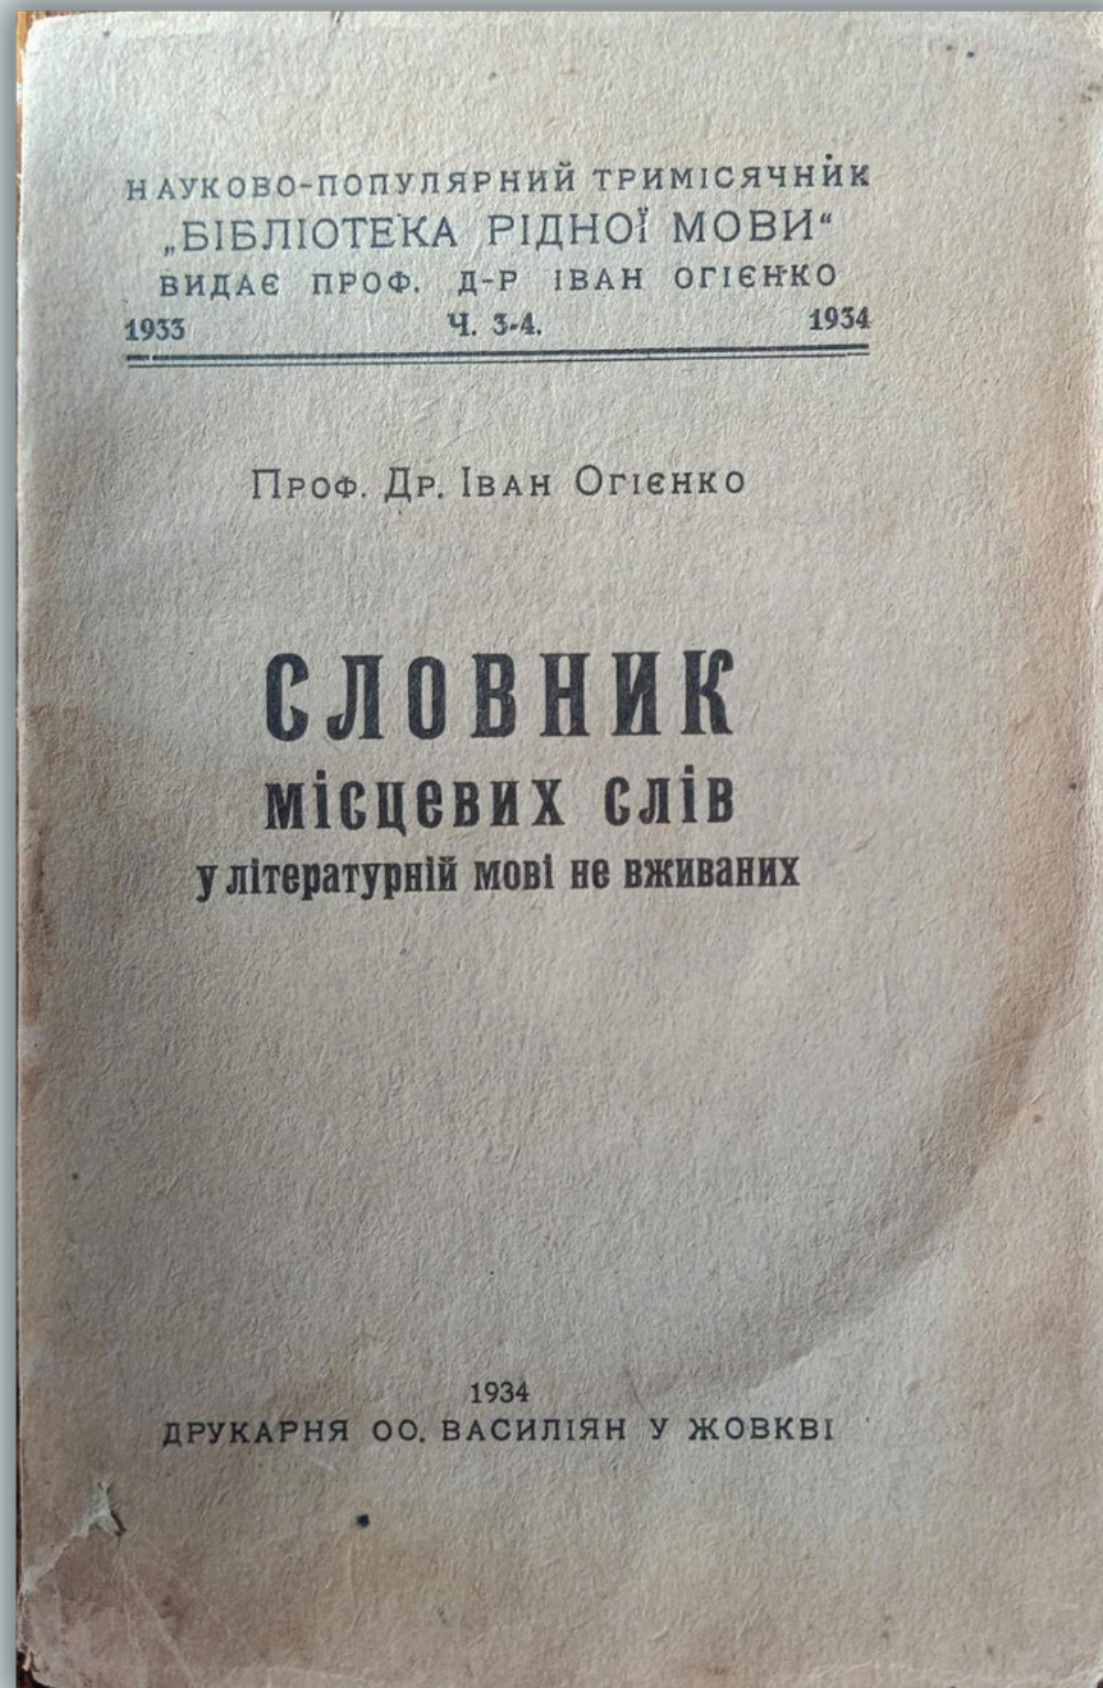 НАУКОВО-ПОПУЛЯРНИЙ ТРИМІСЯЧНИК
„БІБЛІОТЕКА РІДНОЇ МОВИ“
ВИДАЄ ПРОФ. Д-Р ІВАН ОГІЄНКО
1933 Ч. 3-4. 1934
Проф. Др. Іван Огієнко
СЛОВНИК
місцевих слів
у літературній мові не вживаних
1934
ДРУКАРНЯ ОО. ВАСИЛІЯН У ЖОВКВІ